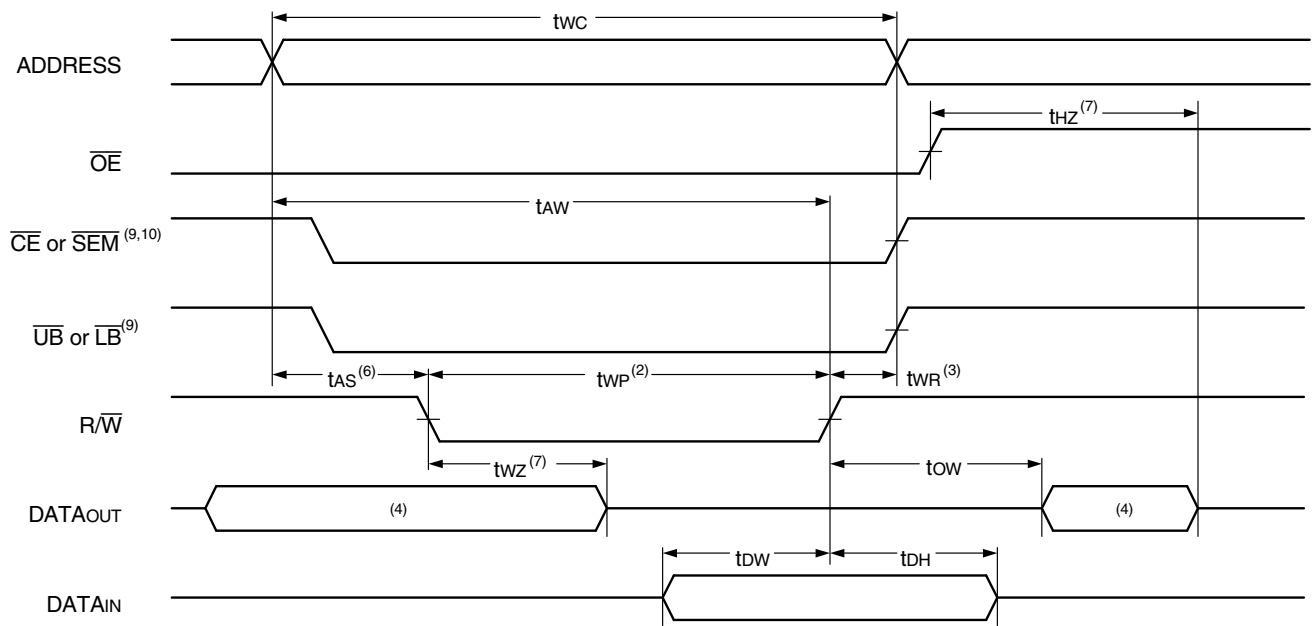 tWC
ADDRESS
tHZ(7)
OE
tAW
CE or SEM (9,10)
UB or LB(9)
tAS(6) tWP(2) tWR(3)
R/W
tWZ(7) tOW
DATAOUT (4) (4)
tDW tDH
DATAIN